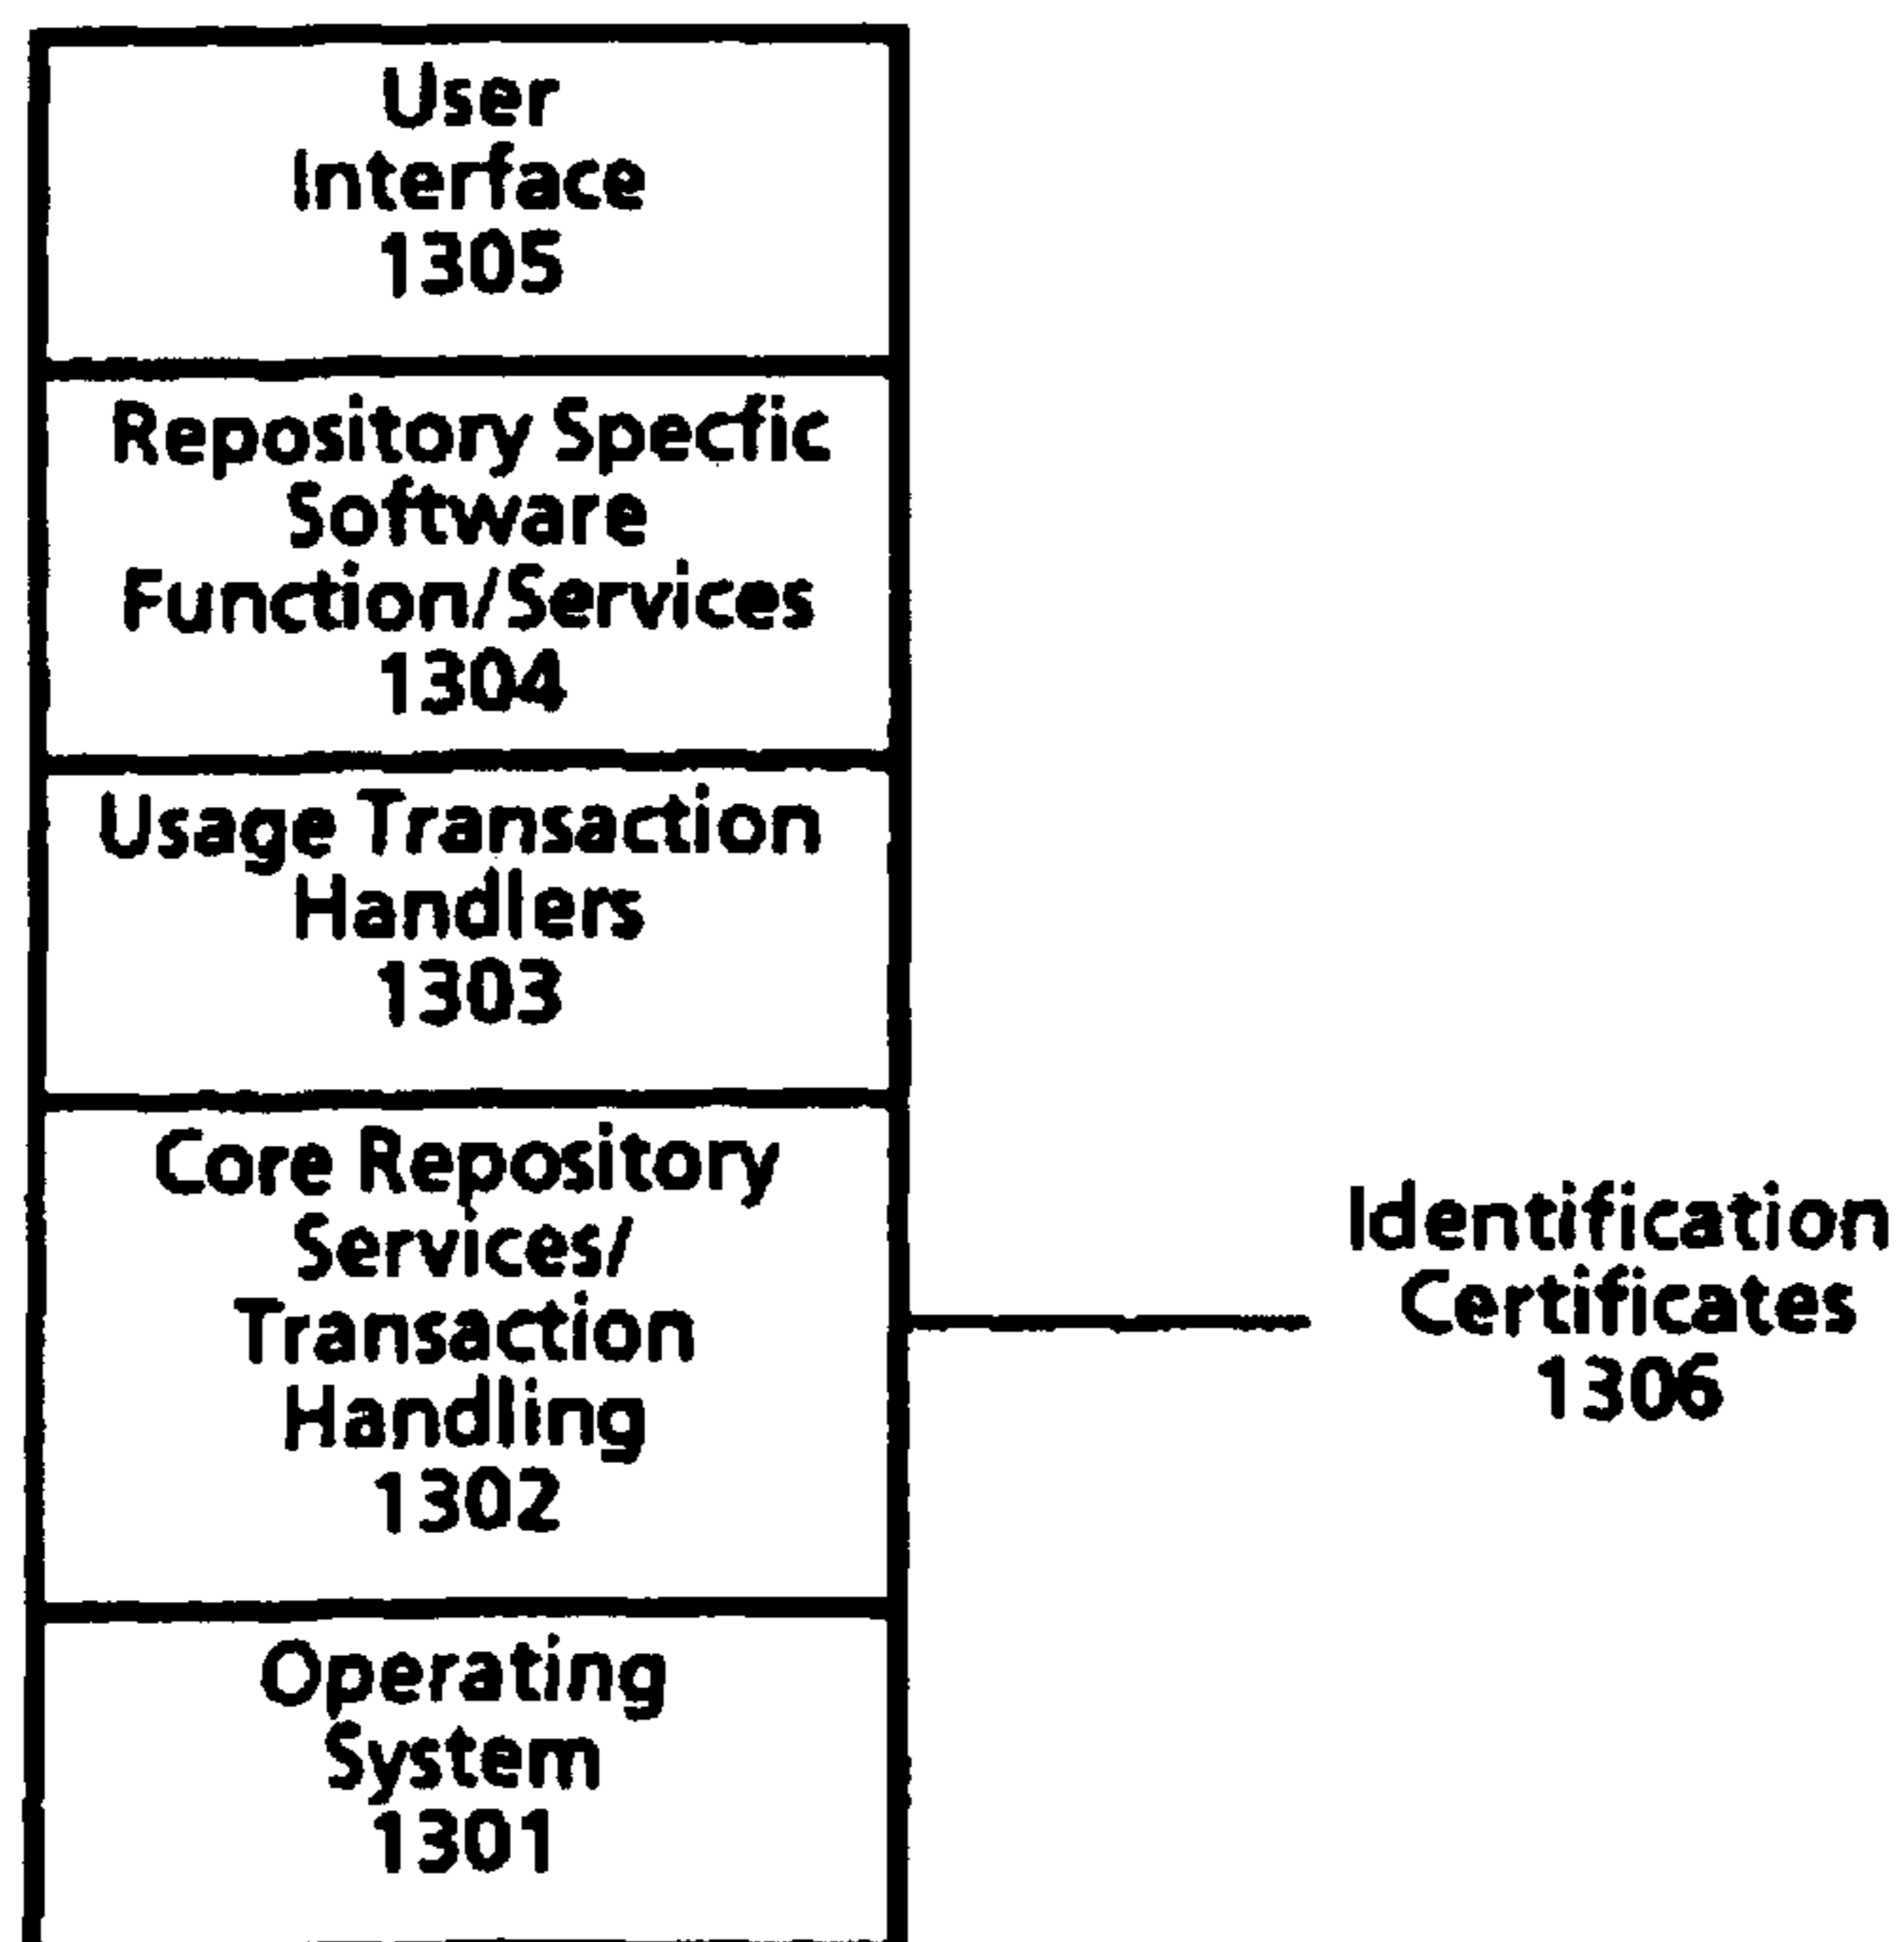 User
Interface
1305
Repository Specfic
Software
Function/Services
1304
Usage Transaction
Handlers
1303
Core Repository
Services/
Transaction
Handling
1302
Identification
Certificates
1306
Operating
System
1301